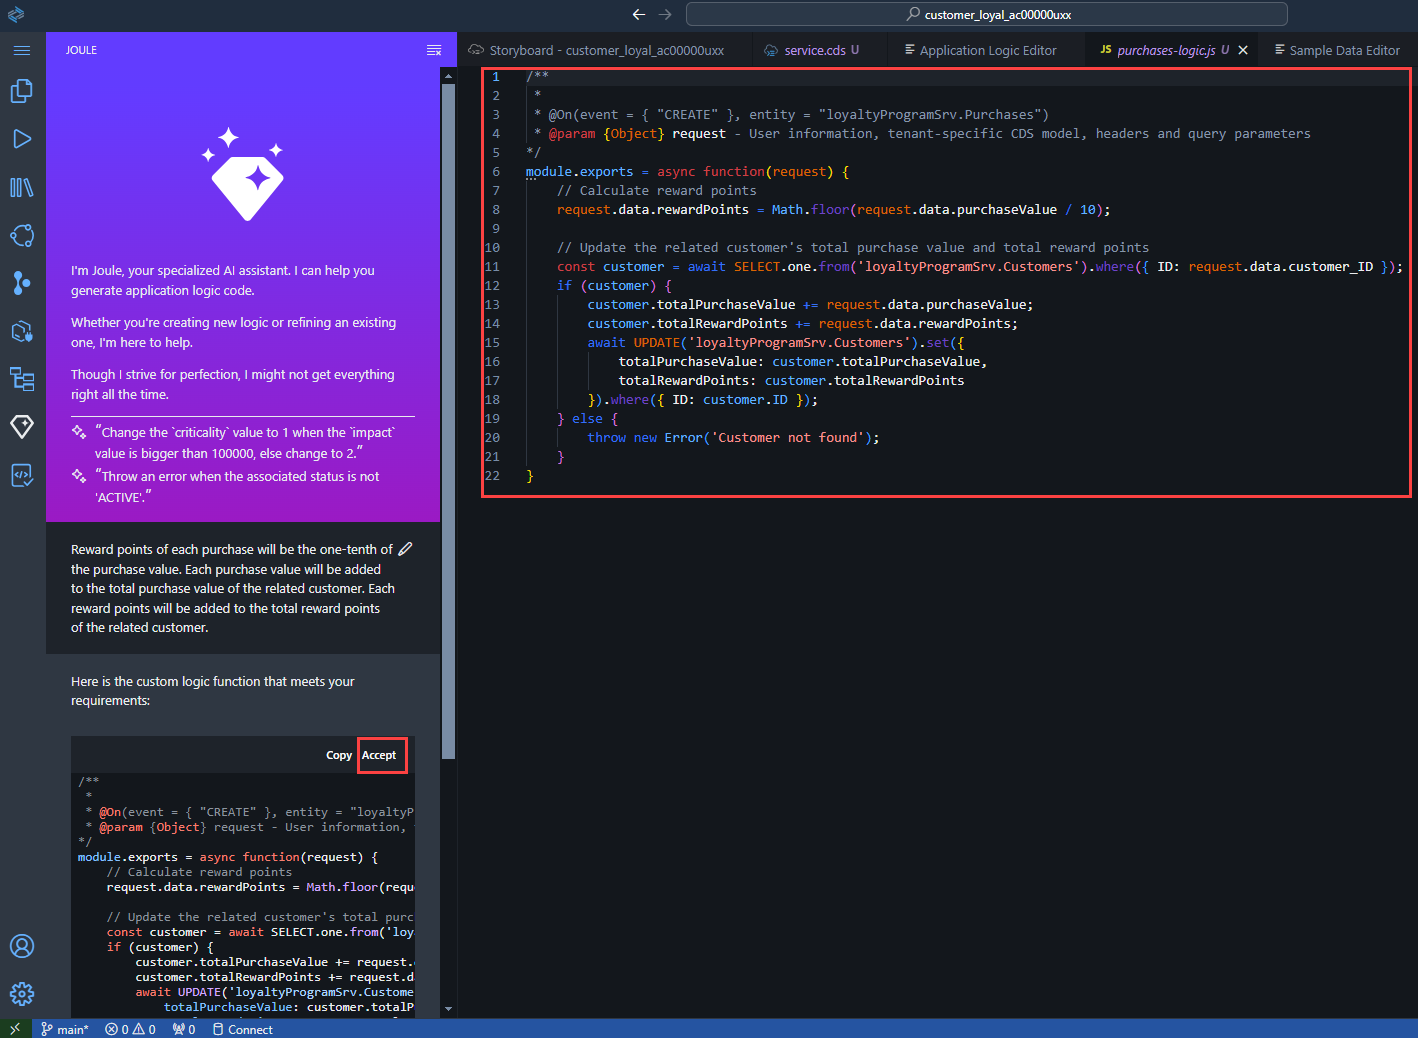 customer_loyal_ac00000uxx
JOULE
Storyboard - customer_loyal_ac00000uxx
service.cds U
Application Logic Editor
JS purchases-logic.js U
Sample Data Editor
I'm Joule, your specialized AI assistant. I can help you
generate application logic code.
Whether you're creating new logic or refining an existing
one, I'm here to help.
Though I strive for perfection, I might not get everything
right all the time.
“Change the `criticality` value to 1 when the `impact`
value is bigger than 100000, else change to 2.”
“Throw an error when the associated status is not
'ACTIVE'.”
Reward points of each purchase will be the one-tenth of
the purchase value. Each purchase value will be added
to the total purchase value of the related customer. Each
reward points will be added to the total reward points
of the related customer.
Here is the custom logic function that meets your
requirements:
Copy Accept
/**
*
* @On(event = { "CREATE" }, entity = "loyaltyP
* @param {Object} request - User information,
*/
module.exports = async function(request) {
// Calculate reward points
request.data.rewardPoints = Math.floor(requ
// Update the related customer's total purc
const customer = await SELECT.one.from('loy
if (customer) {
customer.totalPurchaseValue += request.
customer.totalRewardPoints += request.da
await UPDATE('loyaltyProgramSrv.Custome
totalPurchaseValue: customer.totalP
1 /**
2 *
3 * @On(event = { "CREATE" }, entity = "loyaltyProgramSrv.Purchases")
4 * @param {Object} request - User information, tenant-specific CDS model, headers and query parameters
5 */
6 module.exports = async function(request) {
7 // Calculate reward points
8 request.data.rewardPoints = Math.floor(request.data.purchaseValue / 10);
9
10 // Update the related customer's total purchase value and total reward points
11 const customer = await SELECT.one.from('loyaltyProgramSrv.Customers').where({ ID: request.data.customer_ID });
12 if (customer) {
13 customer.totalPurchaseValue += request.data.purchaseValue;
14 customer.totalRewardPoints += request.data.rewardPoints;
15 await UPDATE('loyaltyProgramSrv.Customers').set({
16 totalPurchaseValue: customer.totalPurchaseValue,
17 totalRewardPoints: customer.totalRewardPoints
18 }).where({ ID: customer.ID });
19 } else {
20 throw new Error('Customer not found');
21 }
22 }
main* 0 0 0 Connect